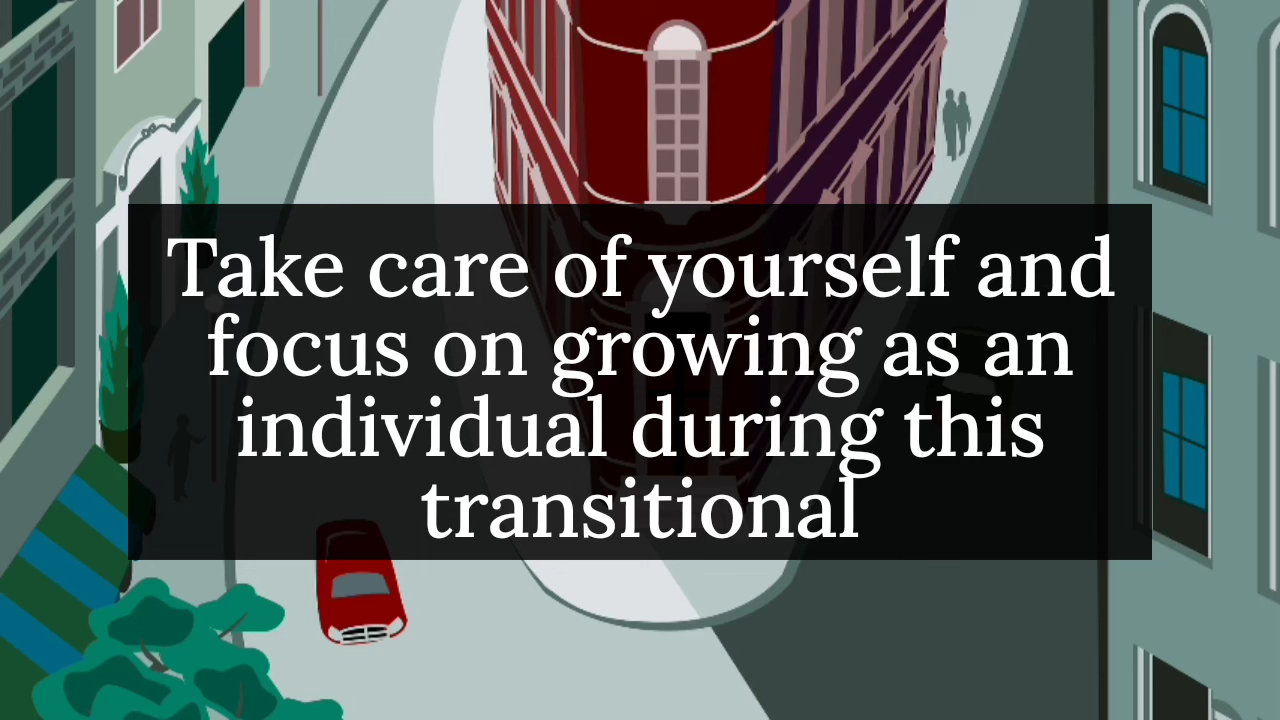 Take care of yourself and
focus on growing as an
individual during this
transitional